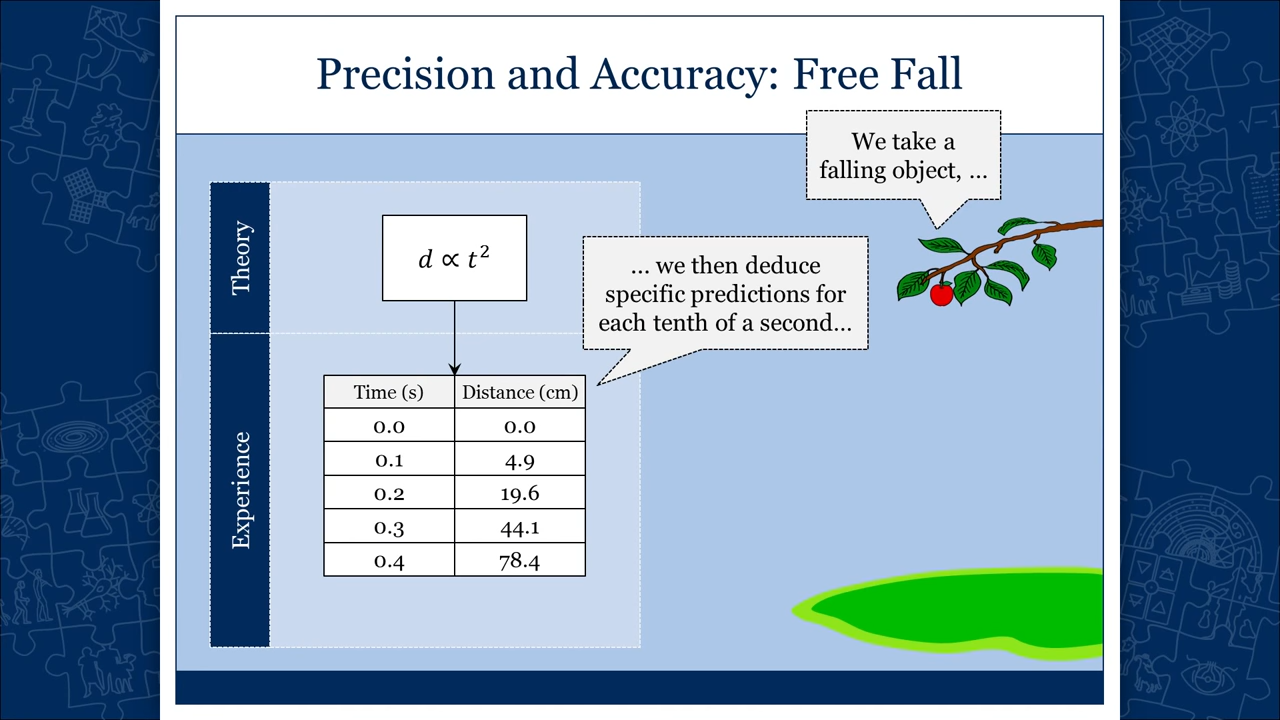 Precision and Accuracy: Free Fall
We take a
falling object, ...
Theory
d ∝ t²
... we then deduce
specific predictions for
each tenth of a second...
Experience
Time (s) Distance (cm)
0.0 0.0
0.1 4.9
0.2 19.6
0.3 44.1
0.4 78.4